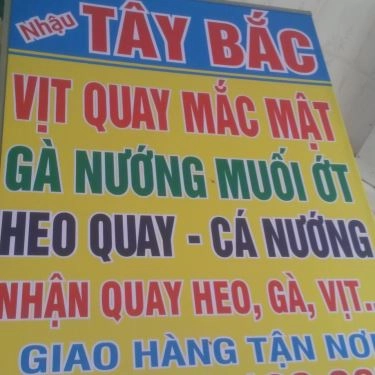 Nhậu TÂY BẮC
VỊT QUAY MẮC MẬT
GÀ NƯỚNG MUỐI ỚT
HEO QUAY - CÁ NƯỚNG
NHẬN QUAY HEO, GÀ, VỊT...
GIAO HÀNG TẬN NƠI